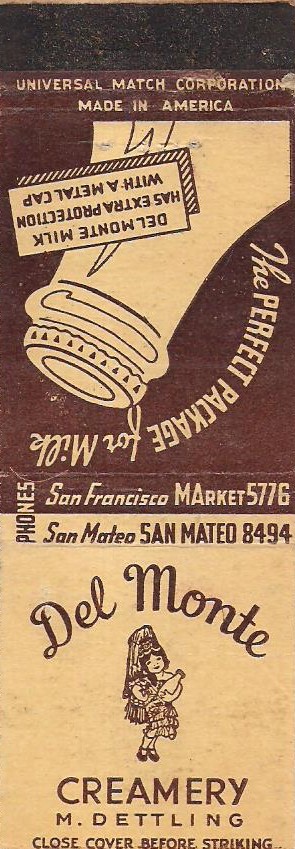 UNIVERSAL MATCH CORPORATION
MADE IN AMERICA
DEL MONTE MILK
HAS EXTRA PROTECTION
WITH A METAL CAP
The PERFECT PACKAGE for Milk
PHONES
San Francisco MARKET 5776
San Mateo SAN MATEO 8494
Del Monte
CREAMERY
M. DETTLING
CLOSE COVER BEFORE STRIKING